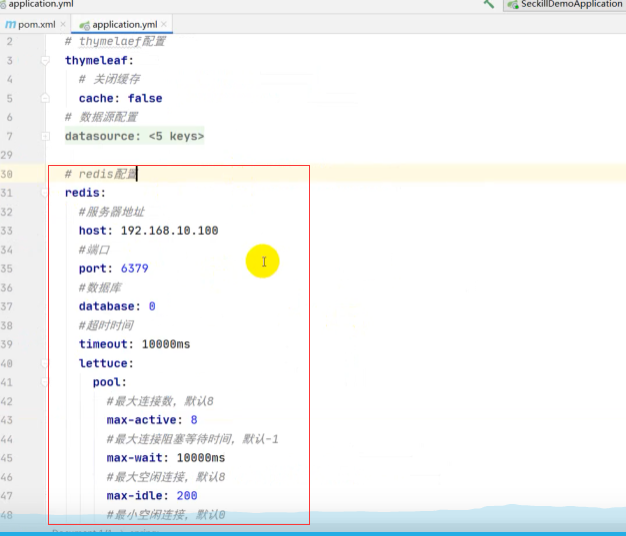 application.yml
SeckillDemoApplication
pom.xml
application.yml
2 # thymelaef配置
3 thymeleaf:
4 # 关闭缓存
5 cache: false
6 # 数据源配置
7 datasource: <5 keys>
29
30 # redis配置
31 redis:
32 #服务器地址
33 host: 192.168.10.100
34 #端口
35 port: 6379
36 #数据库
37 database: 0
38 #超时时间
39 timeout: 10000ms
40 lettuce:
41 pool:
42 #最大连接数，默认8
43 max-active: 8
44 #最大连接阻塞等待时间，默认-1
45 max-wait: 10000ms
46 #最大空闲连接，默认8
47 max-idle: 200
48 #最小空闲连接，默认0